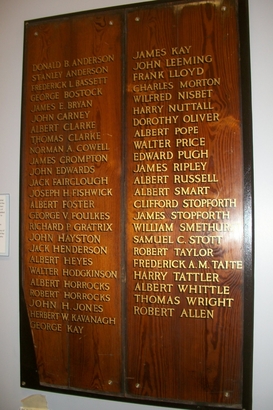 DONALD B. ANDERSON
STANLEY ANDERSON
FREDERICK L. BASSETT
GEORGE BOSTOCK
JAMES E. BRYAN
JOHN CARNEY
ALBERT CLARKE
THOMAS CLARKE
NORMAN A. COWELL
JAMES CROMPTON
JOHN EDWARDS
JACK FAIRCLOUGH
JOSEPH H. FISHWICK
ALBERT FOSTER
GEORGE V. FOULKES
RICHARD P. GRATRIX
JOHN HAYSTON
JACK HENDERSON
ALBERT HEYES
WALTER HODGKINSON
ALBERT HORROCKS
ROBERT HORROCKS
JOHN H. JONES
HERBERT W. KAVANAGH
GEORGE KAY
JAMES KAY
JOHN LEEMING
FRANK LLOYD
CHARLES MORTON
WILFRED NISBET
HARRY NUTTALL
DOROTHY OLIVER
ALBERT POPE
WALTER PRICE
EDWARD PUGH
JAMES RIPLEY
ALBERT RUSSELL
ALBERT SMART
CLIFFORD STOPFORTH
JAMES STOPFORTH
WILLIAM SMETHURST
SAMUEL C. STOTT
ROBERT TAYLOR
FREDERICK A.M. TAITE
HARRY TATTLER
ALBERT WHITTLE
THOMAS WRIGHT
ROBERT ALLEN